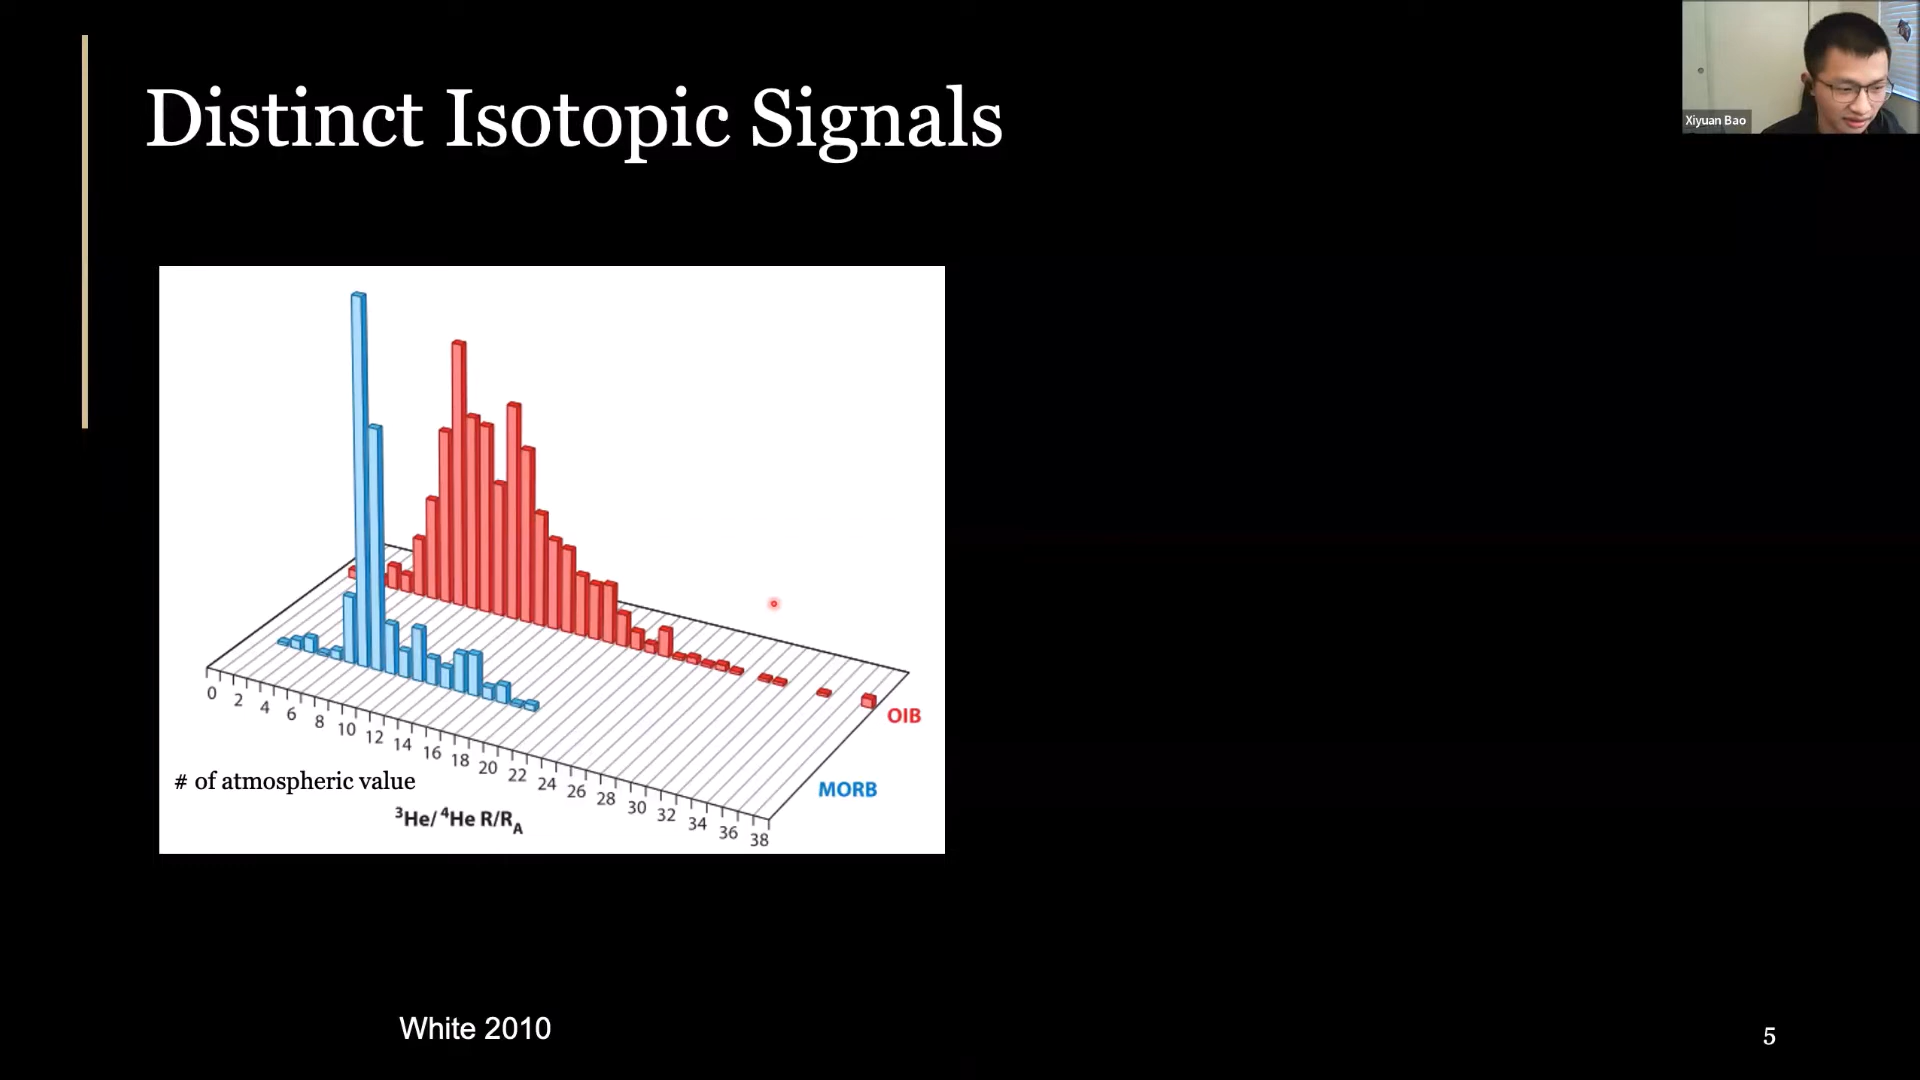 Distinct Isotopic Signals
Xiyuan Bao
OIB
MORB
0 2 4 6 8 10 12 14 16 18 20 22 24 26 28 30 32 34 36 38
# of atmospheric value
³He/ ⁴He R/R_A
White 2010
5